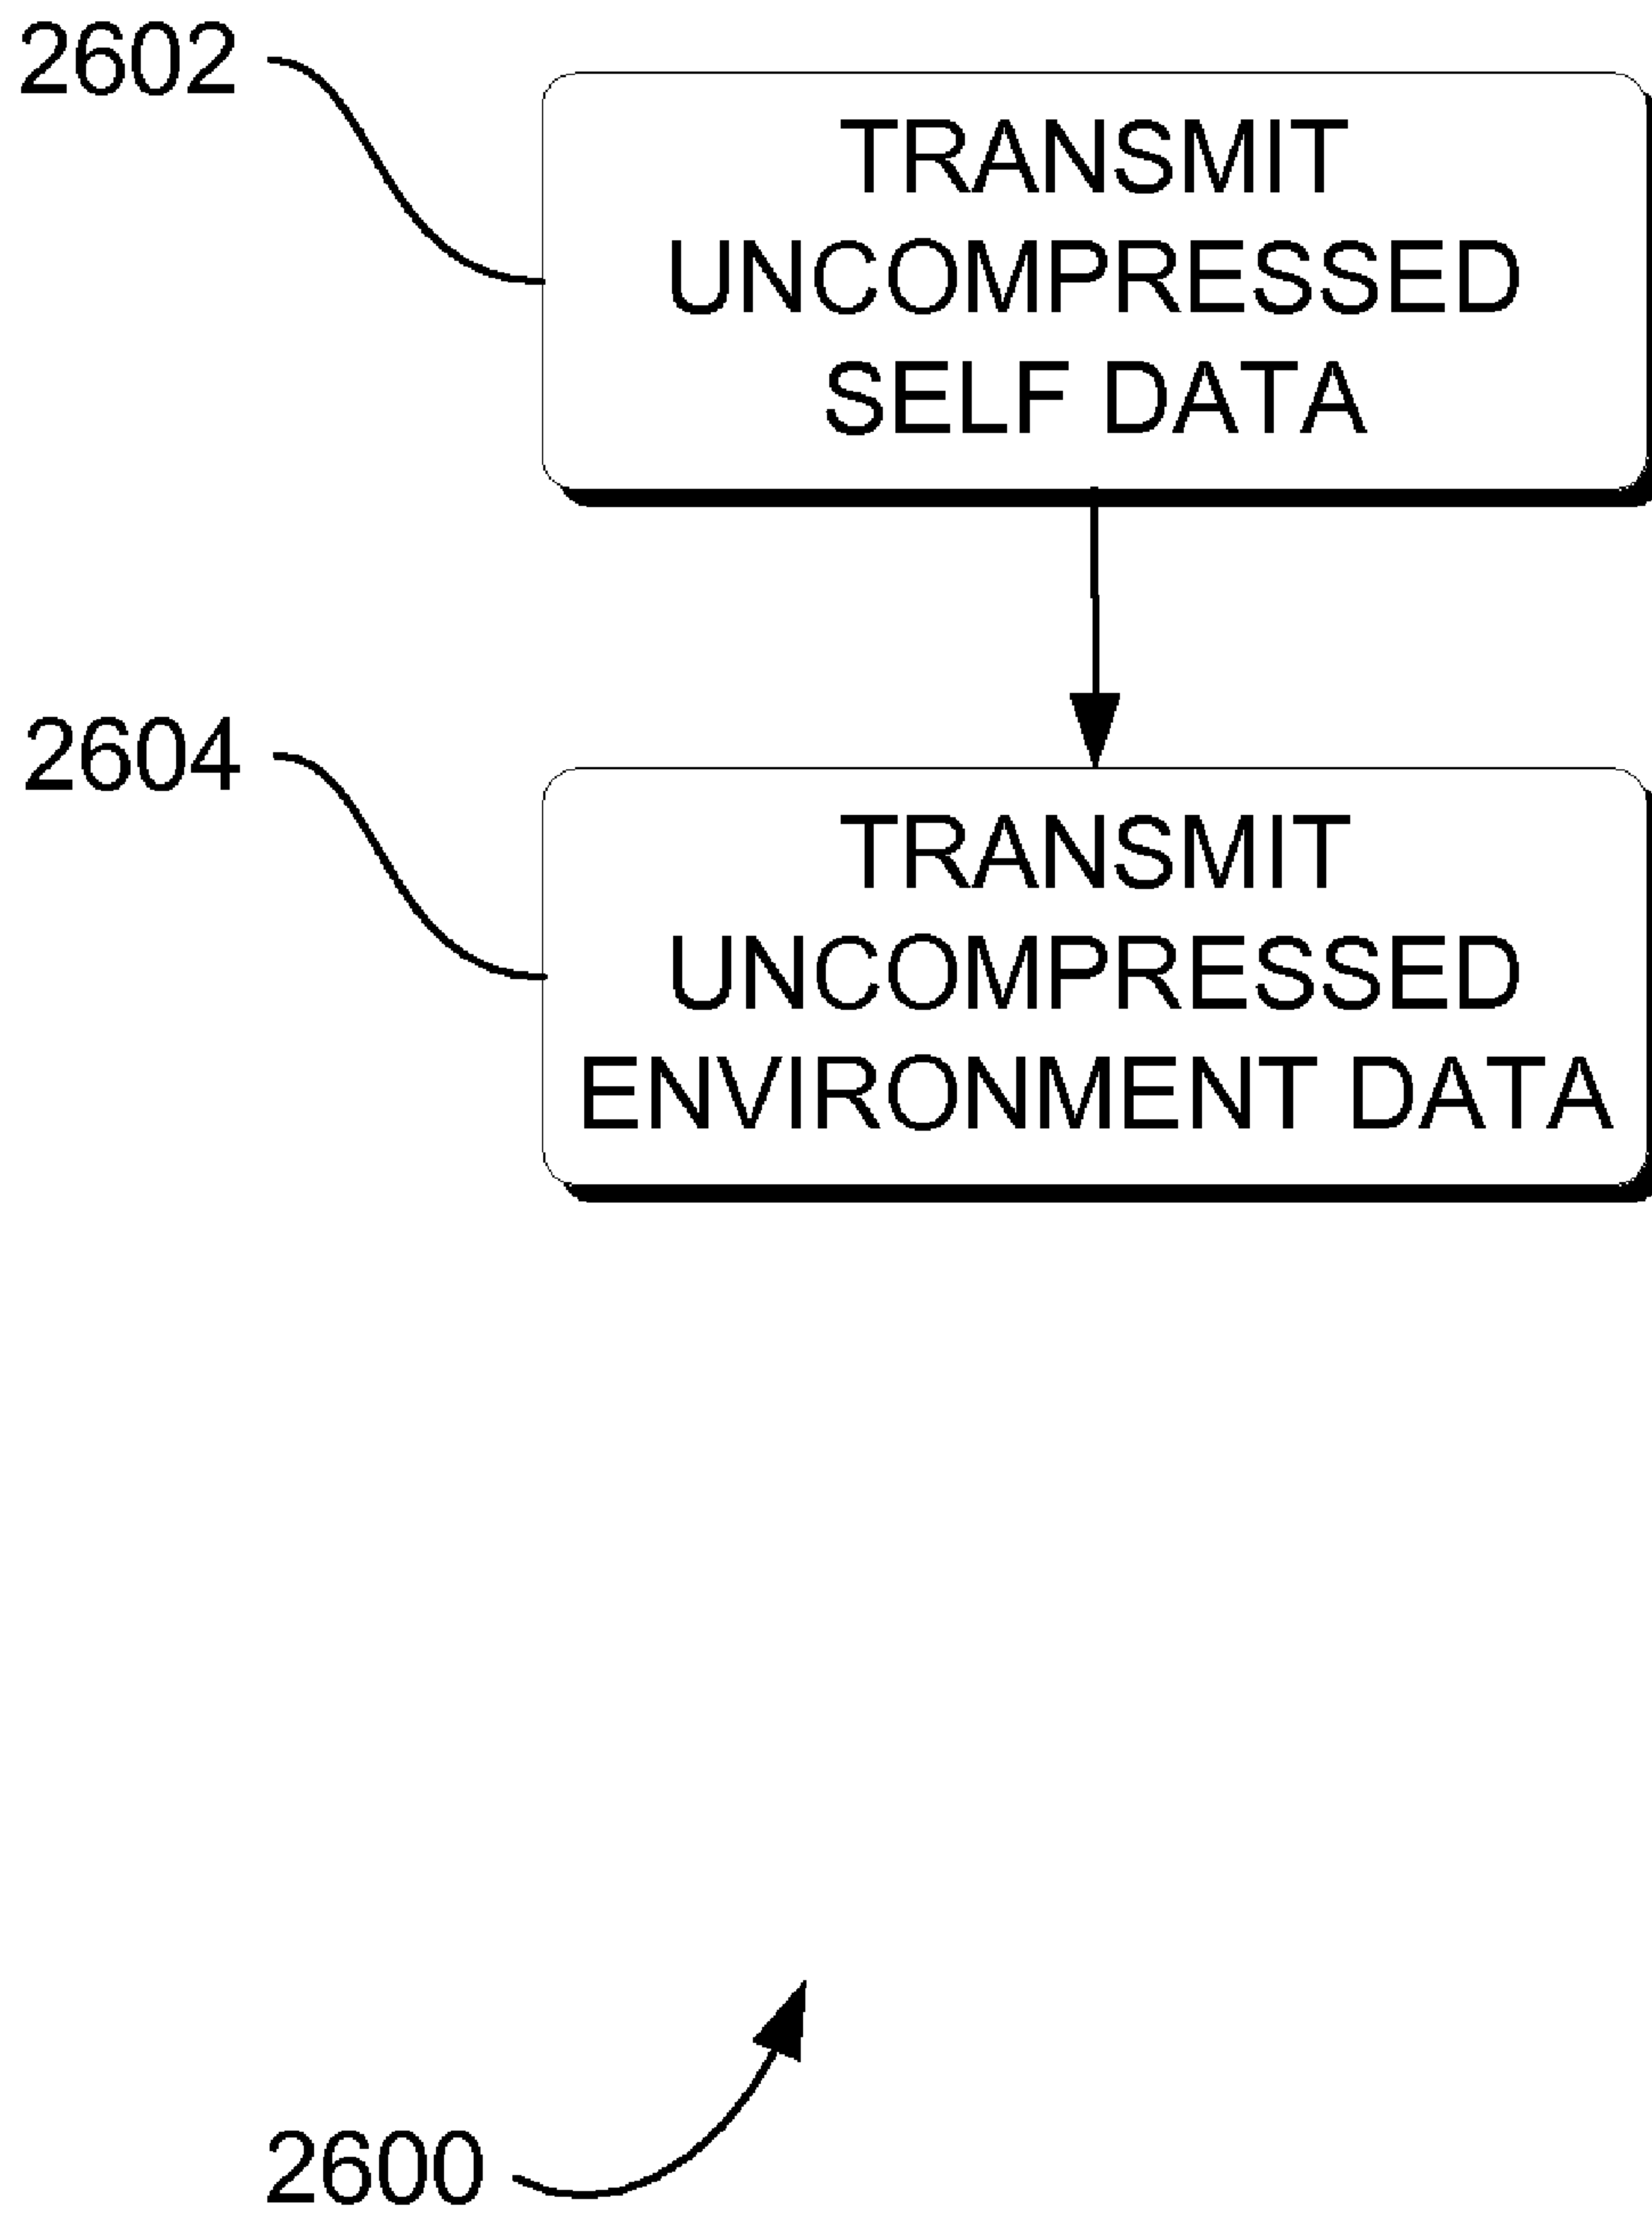 2602
TRANSMIT
UNCOMPRESSED
SELF DATA
2604
TRANSMIT
UNCOMPRESSED
ENVIRONMENT DATA
2600